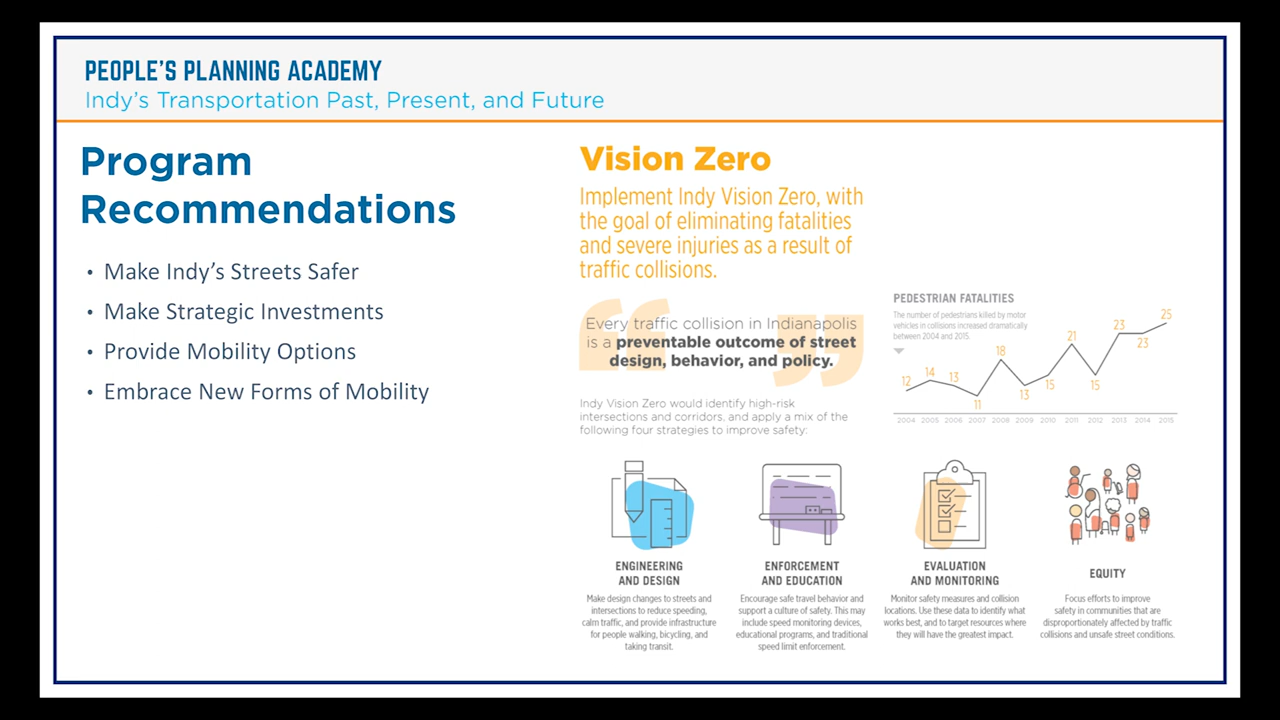 PEOPLE'S PLANNING ACADEMY
Indy's Transportation Past, Present, and Future
Program
Recommendations
• Make Indy's Streets Safer
• Make Strategic Investments
• Provide Mobility Options
• Embrace New Forms of Mobility
Vision Zero
Implement Indy Vision Zero, with
the goal of eliminating fatalities
and severe injuries as a result of
traffic collisions.
Every traffic collision in Indianapolis
is a preventable outcome of street
design, behavior, and policy.
Indy Vision Zero would identify high-risk
intersections and corridors, and apply a mix of the
following four strategies to improve safety:
PEDESTRIAN FATALITIES
The number of pedestrians killed by motor
vehicles in collisions increased dramatically
between 2004 and 2015.
12 14 13 11 18 13 15 21 15 23 23 25
2004 2005 2006 2007 2008 2009 2010 2011 2012 2013 2014 2015
ENGINEERING
AND DESIGN
Make design changes to streets and
intersections to reduce speeding,
calm traffic, and provide infrastructure
for people walking, bicycling, and
taking transit.
ENFORCEMENT
AND EDUCATION
Encourage safe travel behavior and
support a culture of safety. This may
include speed monitoring devices,
educational programs, and traditional
speed limit enforcement.
EVALUATION
AND MONITORING
Monitor safety measures and collision
locations. Use these data to identify what
works best, and to target resources where
they will have the greatest impact.
EQUITY
Focus efforts to improve
safety in communities that are
disproportionately affected by traffic
collisions and unsafe street conditions.